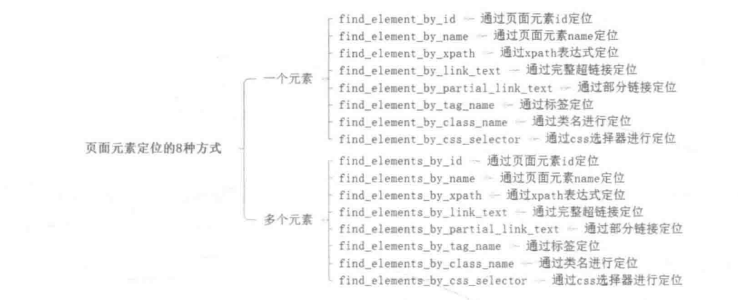 页面元素定位的8种方式
一个元素
find_element_by_id — 通过页面元素id定位
find_element_by_name — 通过页面元素name定位
find_element_by_xpath — 通过xpath表达式定位
find_element_by_link_text — 通过完整超链接定位
find_element_by_partial_link_text — 通过部分链接定位
find_element_by_tag_name — 通过标签定位
find_element_by_class_name — 通过类名进行定位
find_element_by_css_selector — 通过css选择器进行定位
多个元素
find_elements_by_id — 通过页面元素id定位
find_elements_by_name — 通过页面元素name定位
find_elements_by_xpath — 通过xpath表达式定位
find_elements_by_link_text — 通过完整超链接定位
find_elements_by_partial_link_text — 通过部分链接定位
find_elements_by_tag_name — 通过标签定位
find_elements_by_class_name — 通过类名进行定位
find_elements_by_css_selector — 通过css选择器进行定位